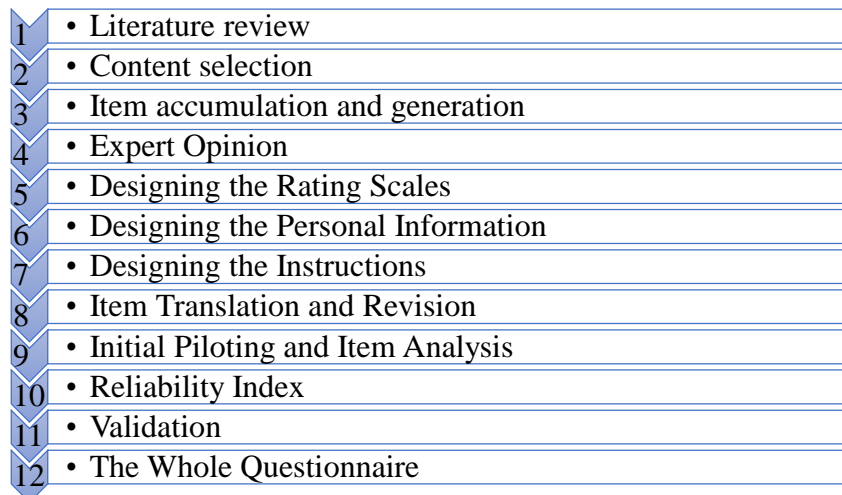 1 • Literature review
2 • Content selection
3 • Item accumulation and generation
4 • Expert Opinion
5 • Designing the Rating Scales
6 • Designing the Personal Information
7 • Designing the Instructions
8 • Item Translation and Revision
9 • Initial Piloting and Item Analysis
10 • Reliability Index
11 • Validation
12 • The Whole Questionnaire